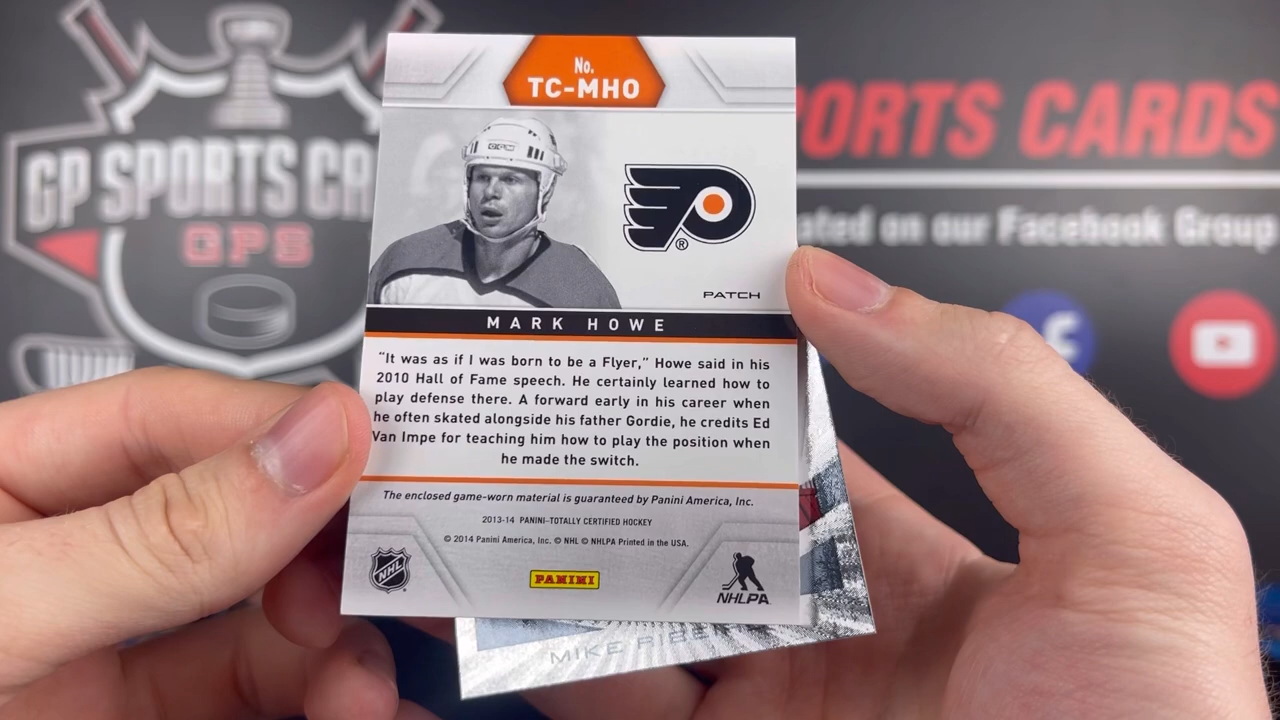 No.
TC-MHO
PATCH
MARK HOWE
"It was as if I was born to be a Flyer," Howe said in his
2010 Hall of Fame speech. He certainly learned how to
play defense there. A forward early in his career when
he often skated alongside his father Gordie, he credits Ed
Van Impe for teaching him how to play the position when
he made the switch.
The enclosed game-worn material is guaranteed by Panini America, Inc.
2013-14 PANINI-TOTALLY CERTIFIED HOCKEY
© 2014 Panini America, Inc. © NHL © NHLPA Printed in the USA.
NHL
PANINI
NHLPA
MIKE RIBE
GP SPORTS CA
GPS
PORTS CARDS
ated on our Facebook Group
CCM
®